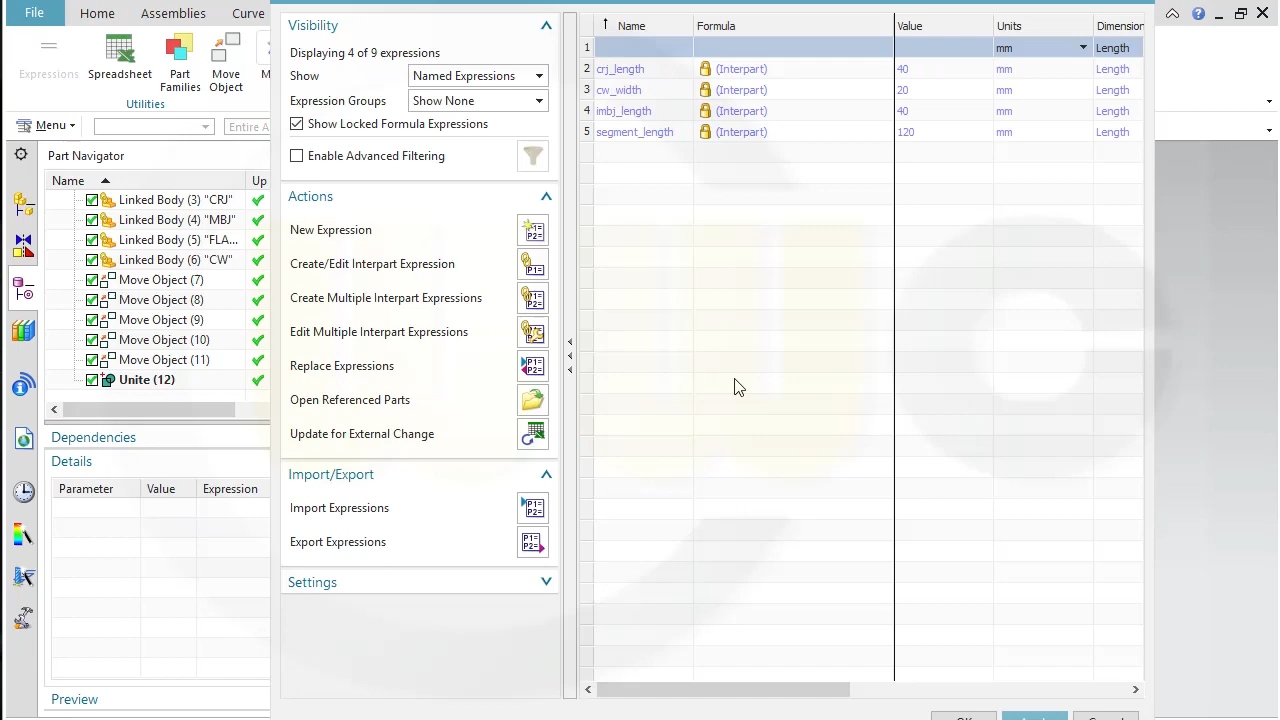 File
Home
Assemblies
Curve
Expressions
Spreadsheet
Part
Families
Move
Object
Utilities
Menu
Entire A
Part Navigator
Name
Up
Linked Body (3) "CRJ"
Linked Body (4) "MBJ"
Linked Body (5) "FLA...
Linked Body (6) "CW"
Move Object (7)
Move Object (8)
Move Object (9)
Move Object (10)
Move Object (11)
Unite (12)
Dependencies
Details
Parameter Value Expression
Preview
Visibility
Displaying 4 of 9 expressions
Show Named Expressions
Expression Groups Show None
Show Locked Formula Expressions
Enable Advanced Filtering
Actions
New Expression
Create/Edit Interpart Expression
Create Multiple Interpart Expressions
Edit Multiple Interpart Expressions
Replace Expressions
Open Referenced Parts
Update for External Change
Import/Export
Import Expressions
Export Expressions
Settings
Name Formula Value Units Dimension
1 mm Length
2 crj_length (Interpart) 40 mm Length
3 cw_width (Interpart) 20 mm Length
4 imbj_length (Interpart) 40 mm Length
5 segment_length (Interpart) 120 mm Length